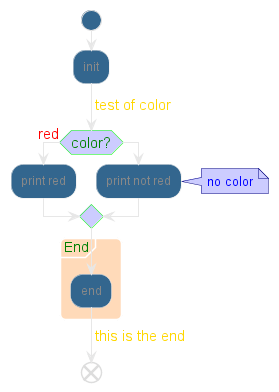 init
test of color
red
color?
print red
print not red
no color
End
end
this is the end